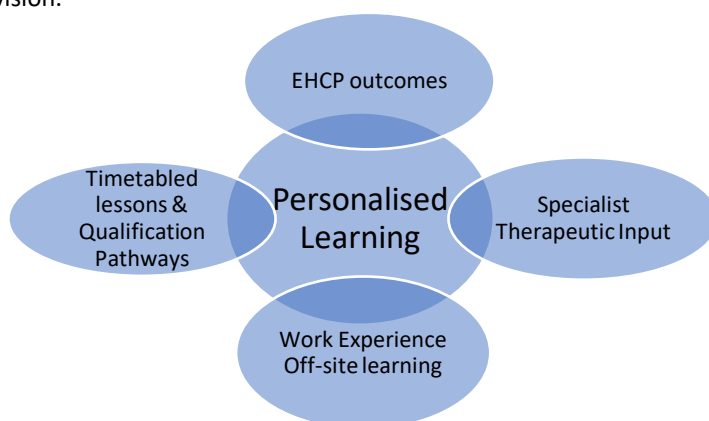 EHCP outcomes
Timetabled
lessons &
Qualification
Pathways
Personalised
Learning
Specialist
Therapeutic Input
Work Experience
Off-site learning